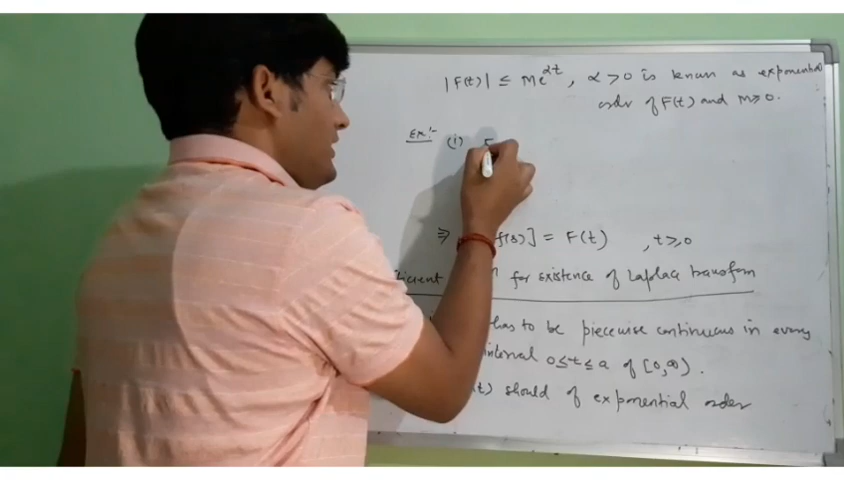 |F(t)| ≤ Me^{αt}, α > 0 is known as exponential
order of F(t) and M>0.
Ex:- (i) F
⇒ f(s)] = F(t) , t≥0
ficient for existence of Laplace transform
has to be piecewise continuous in every
interval 0≤t≤a of [0,∞).
t) should of exponential order